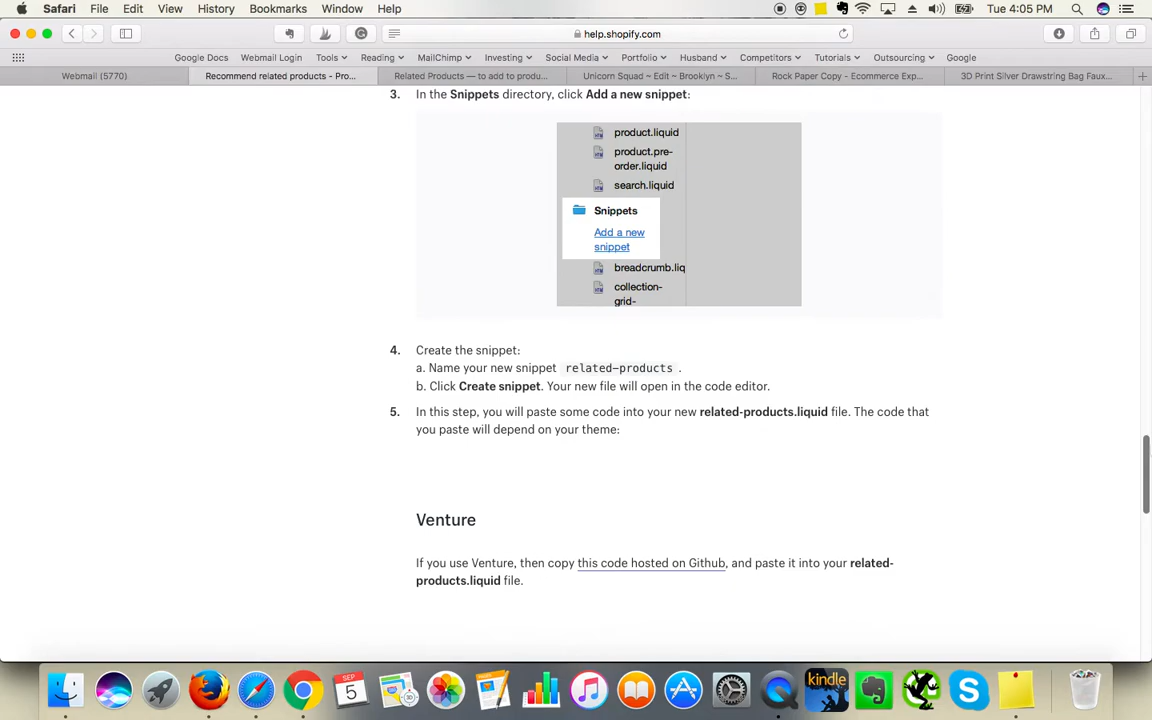 Safari File Edit View History Bookmarks Window Help Tue 4:05 PM
help.shopify.com
Google Docs Webmail Login Tools Reading MailChimp Investing Social Media Portfolio Husband Competitors Tutorials Outsourcing Google
Webmail (5770) Recommend related products - Pro... Related Products — to add to produ... Unicorn Squad ~ Edit ~ Brooklyn ~ S... Rock Paper Copy - Ecommerce Exp... 3D Print Silver Drawstring Bag Faux...
3. In the Snippets directory, click Add a new snippet:
product.liquid
product.pre-
order.liquid
search.liquid
Snippets
Add a new
snippet
breadcrumb.liq
collection-
grid-
4. Create the snippet:
a. Name your new snippet related-products .
b. Click Create snippet. Your new file will open in the code editor.
5. In this step, you will paste some code into your new related-products.liquid file. The code that
you paste will depend on your theme:
Venture
If you use Venture, then copy this code hosted on Github, and paste it into your related-
products.liquid file.
SEP
5
30
kindle